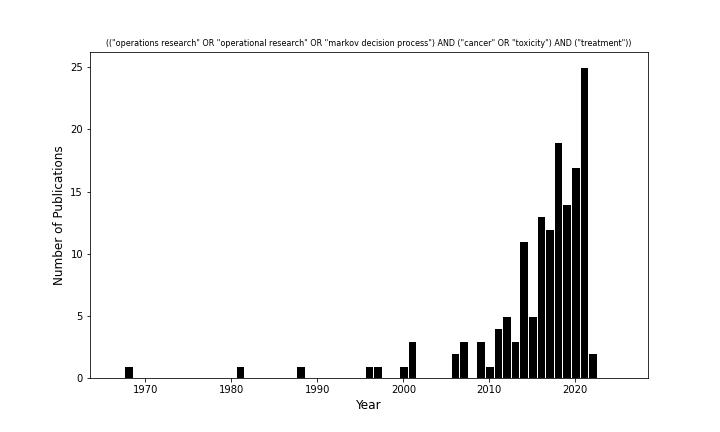 (("operations research" OR "operational research" OR "markov decision process") AND ("cancer" OR "toxicity") AND ("treatment"))
25
20
15
10
5
0
Number of Publications
1970 1980 1990 2000 2010 2020
Year